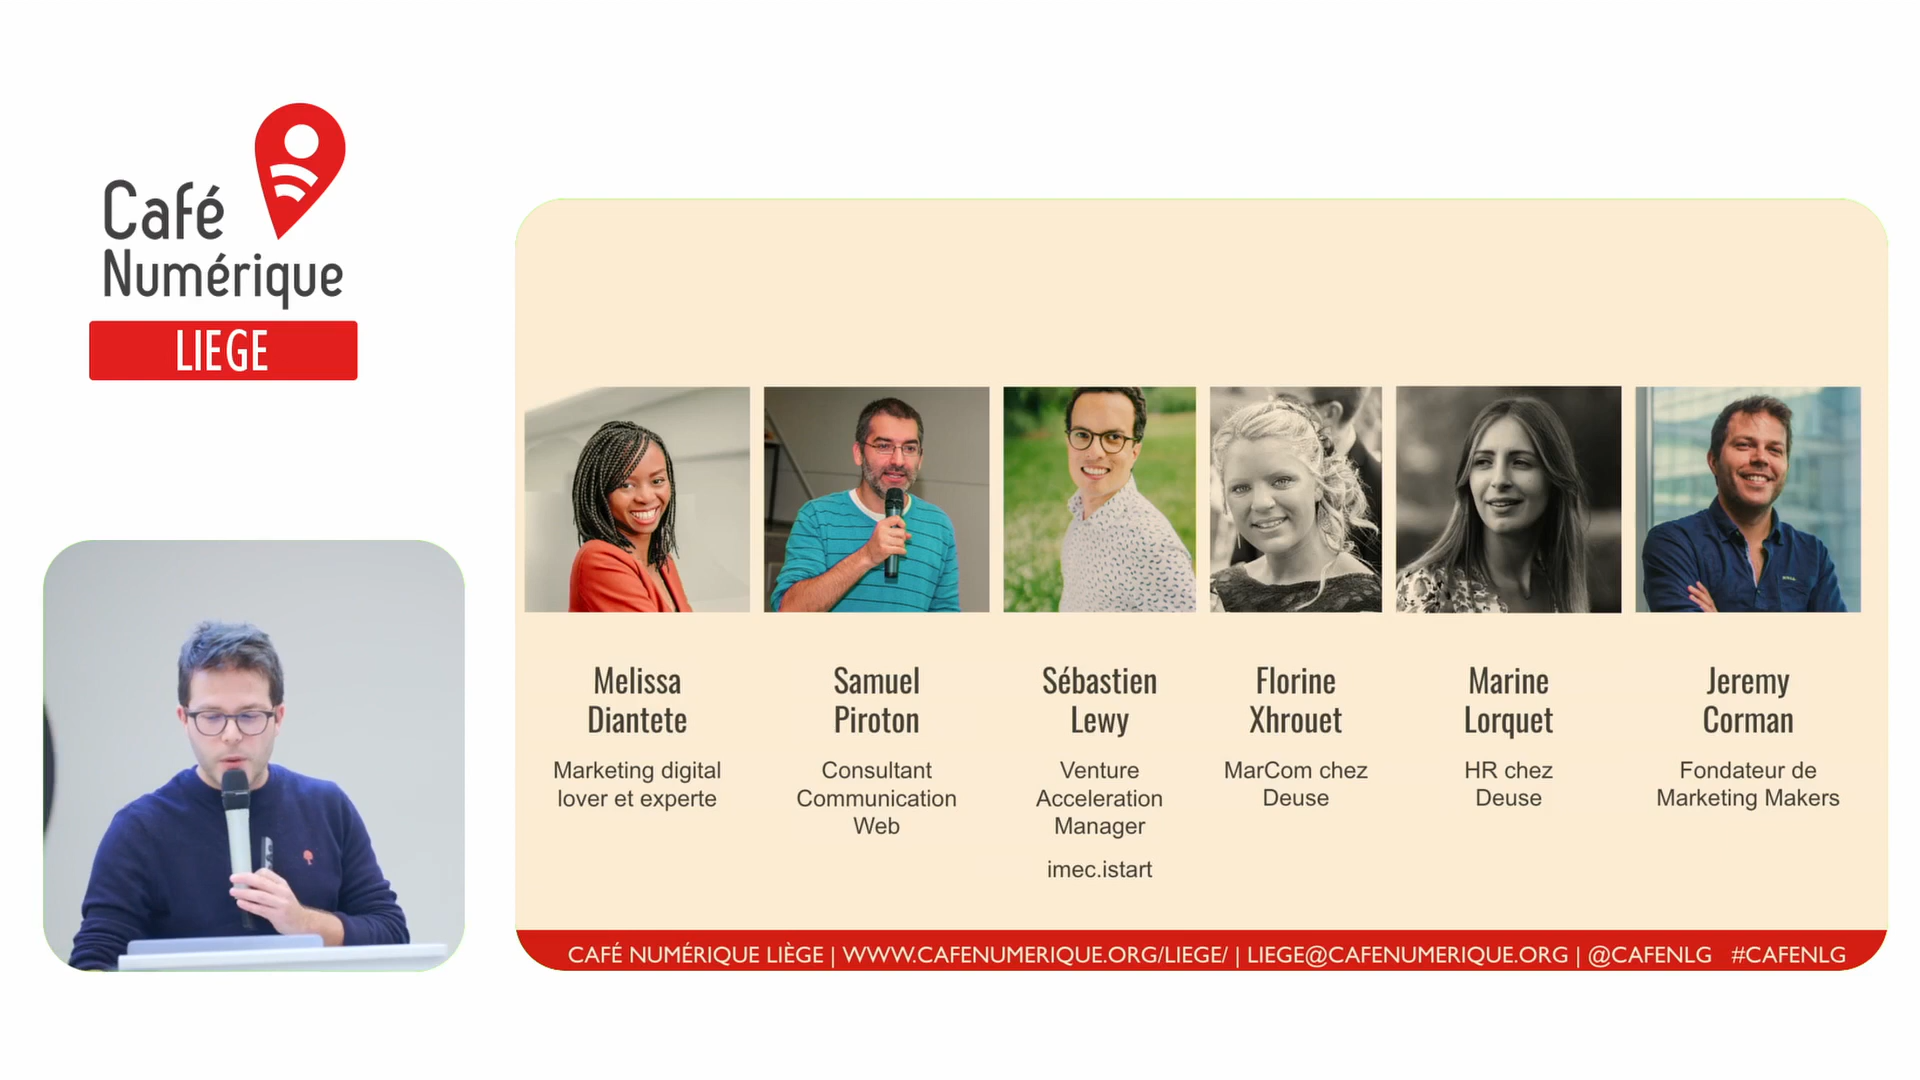 Café
Numérique
LIEGE
Melissa
Diantete
Marketing digital
lover et experte
Samuel
Piroton
Consultant
Communication
Web
Sébastien
Lewy
Venture
Acceleration
Manager
imec.istart
Florine
Xhrouet
MarCom chez
Deuse
Marine
Lorquet
HR chez
Deuse
Jeremy
Corman
Fondateur de
Marketing Makers
CAFÉ NUMÉRIQUE LIÈGE | WWW.CAFENUMERIQUE.ORG/LIEGE/ | LIEGE@CAFENUMERIQUE.ORG | @CAFENLG #CAFENLG